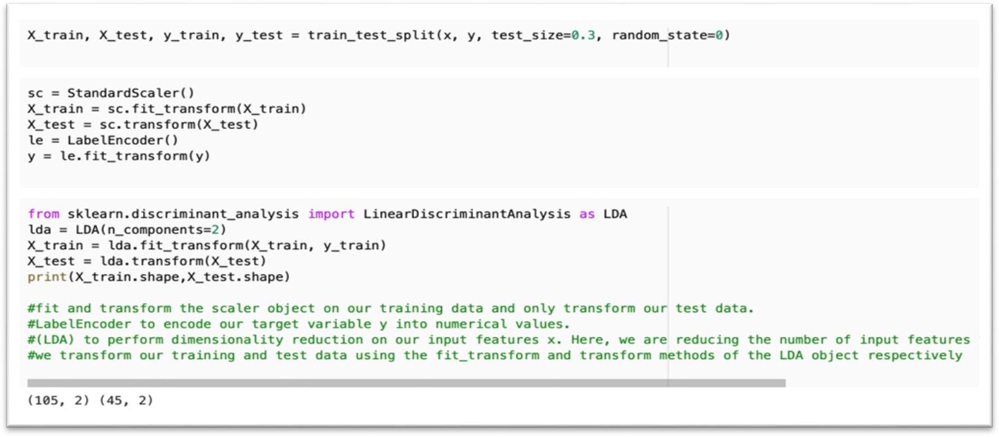 X_train, X_test, y_train, y_test = train_test_split(x, y, test_size=0.3, random_state=0)
sc = StandardScaler()
X_train = sc.fit_transform(X_train)
X_test = sc.transform(X_test)
le = LabelEncoder()
y = le.fit_transform(y)
from sklearn.discriminant_analysis import LinearDiscriminantAnalysis as LDA
lda = LDA(n_components=2)
X_train = lda.fit_transform(X_train, y_train)
X_test = lda.transform(X_test)
print(X_train.shape,X_test.shape)
#fit and transform the scaler object on our training data and only transform our test data.
#LabelEncoder to encode our target variable y into numerical values.
#(LDA) to perform dimensionality reduction on our input features x. Here, we are reducing the number of input features
#we transform our training and test data using the fit_transform and transform methods of the LDA object respectively
(105, 2) (45, 2)